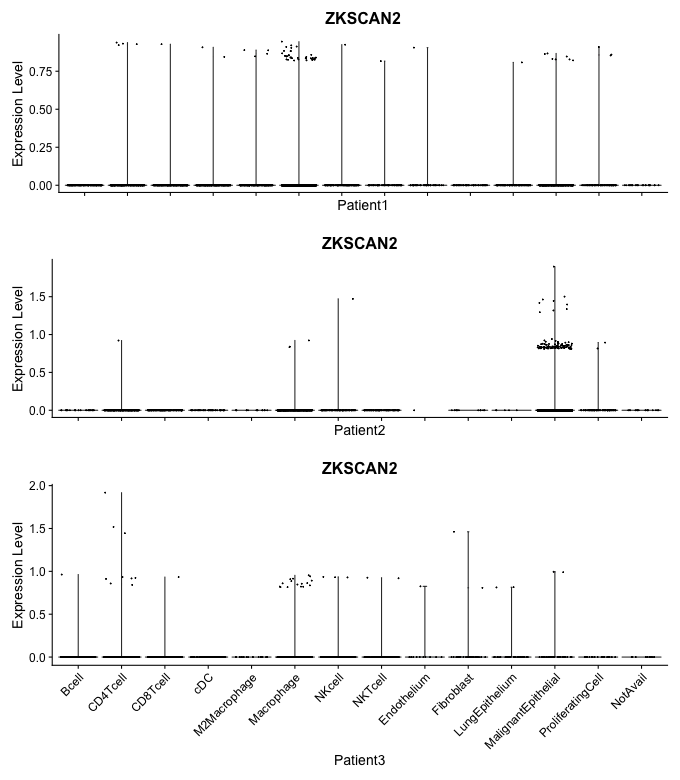 ZKSCAN2
Expression Level
0.75
0.50
0.25
0.00
Patient1
ZKSCAN2
Expression Level
1.5
1.0
0.5
0.0
Patient2
ZKSCAN2
Expression Level
2.0
1.5
1.0
0.5
0.0
Bcell
CD4Tcell
CD8Tcell
cDC
M2Macrophage
Macrophage
NKcell
NKTcell
Endothelium
Fibroblast
LungEpithelium
MalignantEpithelial
ProliferatingCell
NotAvail
Patient3